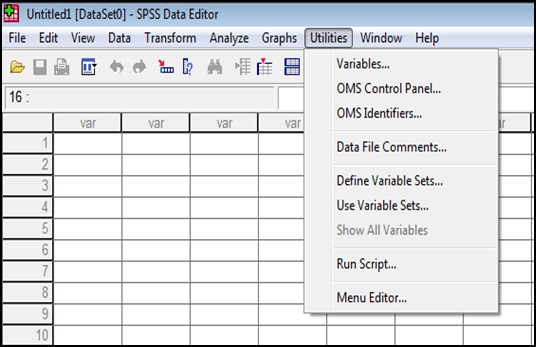 Untitled1 [DataSet0] - SPSS Data Editor
File Edit View Data Transform Analyze Graphs Utilities Window Help
16 :
var var var var
Variables...
OMS Control Panel...
OMS Identifiers...
Data File Comments...
Define Variable Sets...
Use Variable Sets...
Show All Variables
Run Script...
Menu Editor...
1
2
3
4
5
6
7
8
9
10